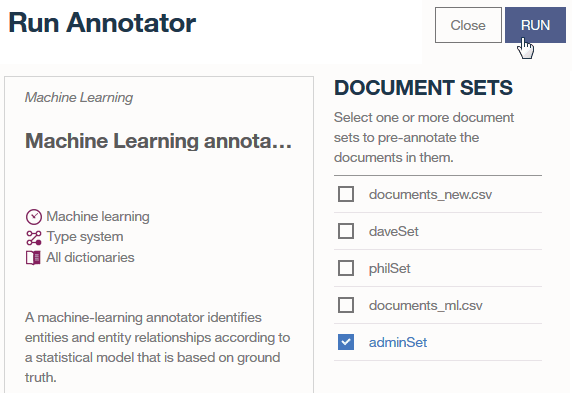 Run Annotator
Close
RUN
Machine Learning
Machine Learning annota...
Machine learning
Type system
All dictionaries
A machine-learning annotator identifies
entities and entity relationships according to
a statistical model that is based on ground
truth.
DOCUMENT SETS
Select one or more document
sets to pre-annotate the
documents in them.
documents_new.csv
daveSet
philSet
documents_ml.csv
adminSet